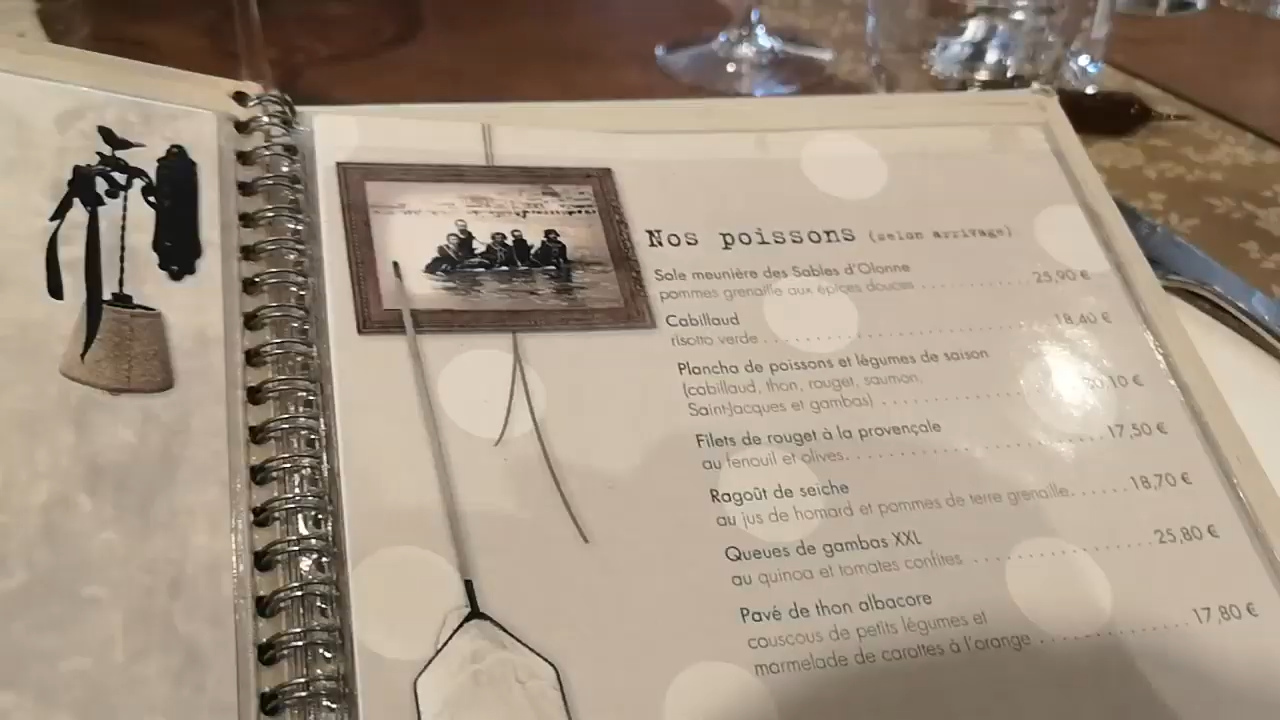 Nos poissons (selon arrivage)
Sole meunière des Sables d'Olonne
pommes grenaille aux épices douces . . . . . . . . . . . . . . . 25,90 €
Cabillaud
risotto verde . . . . . . . . . . . . . . . . . . . . . . . . . . . . . . . . . . . . 18,40 €
Plancha de poissons et légumes de saison
(cabillaud, thon, rouget, saumon,
Saint-Jacques et gambas) . . . . . . . . . . . . . . . . . . . . €
Filets de rouget à la provençale
au fenouil et olives. . . . . . . . . . . . . . . . . . . . . . . . . . . . . . . 17,50 €
Ragoût de seiche
au jus de homard et pommes de terre grenaille. . . . . . 18,70 €
Queues de gambas XXL
au quinoa et tomates confites . . . . . . . . . . . . . . . . . . . . . . 25,80 €
Pavé de thon albacore
couscous de petits légumes et
marmelade de carottes à l'orange . . . . . . . . . . . . . . . . . . . 17,80 €